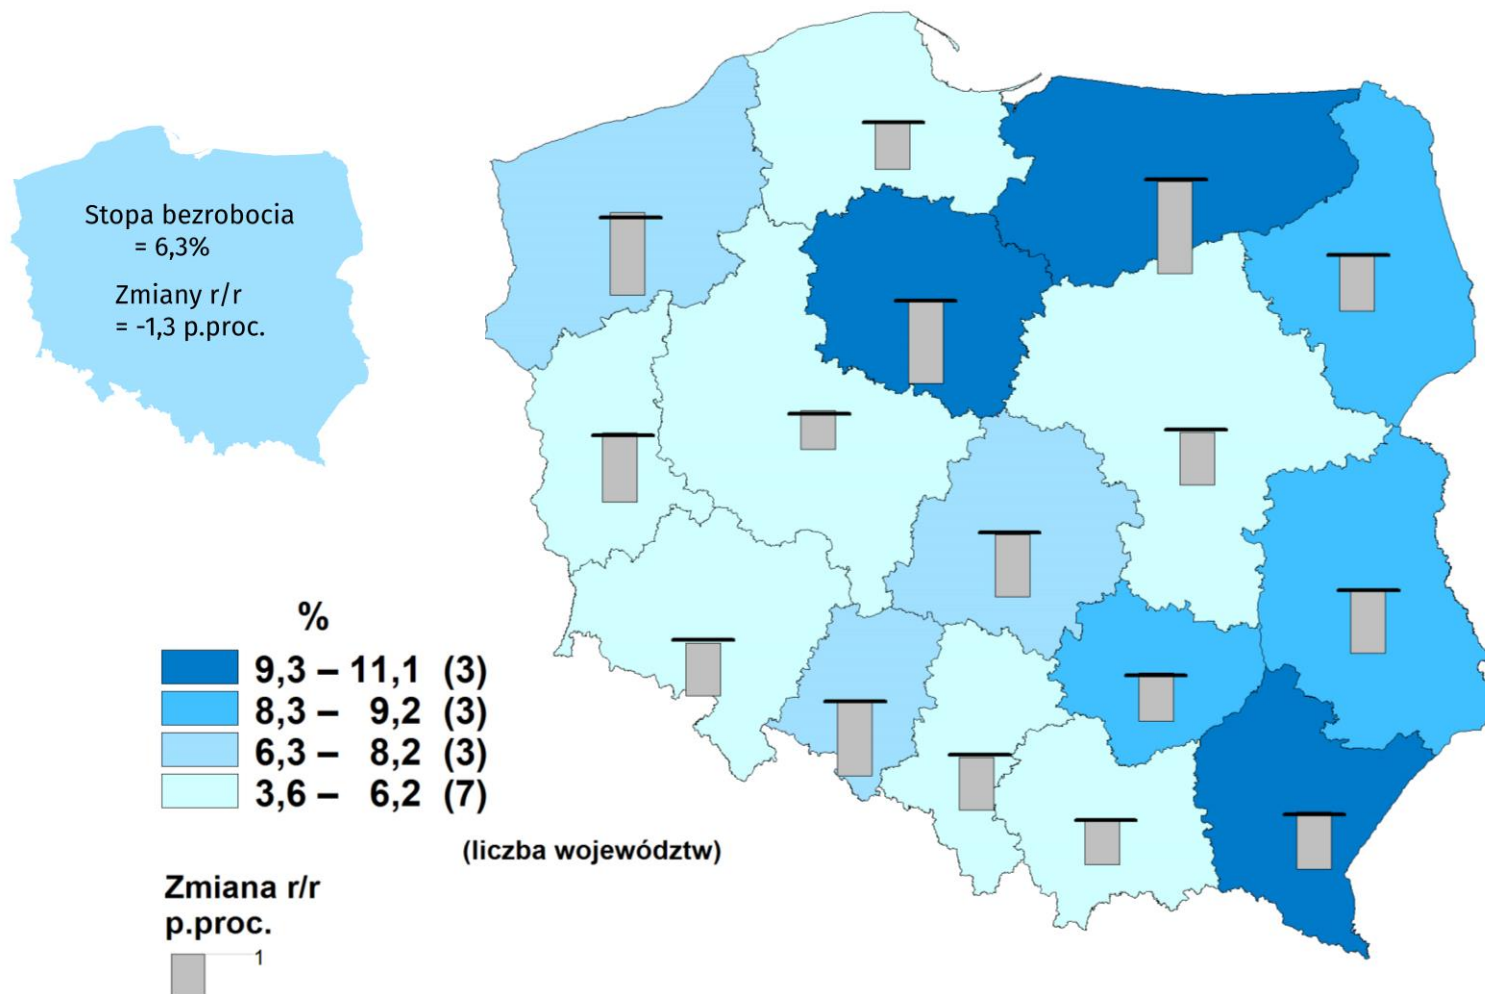 Stopa bezrobocia
= 6,3%
Zmiany r/r
= -1,3 p.proc.
%
9,3 – 11,1 (3)
8,3 – 9,2 (3)
6,3 – 8,2 (3)
3,6 – 6,2 (7)
(liczba województw)
Zmiana r/r
p.proc.
1